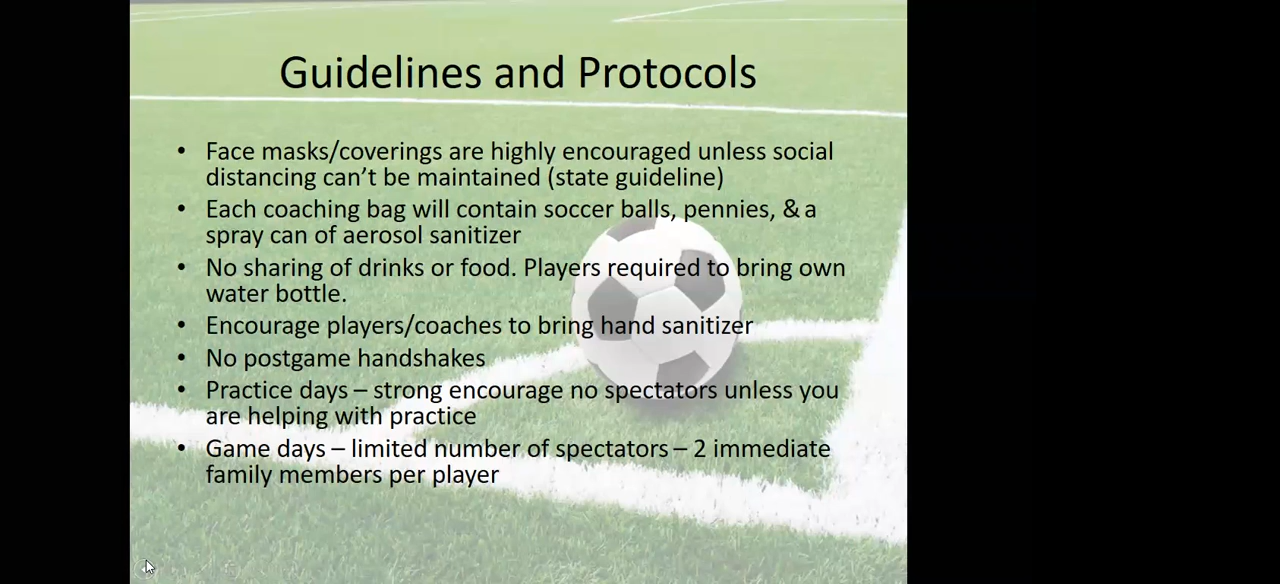 Guidelines and Protocols
• Face masks/coverings are highly encouraged unless social
distancing can’t be maintained (state guideline)
• Each coaching bag will contain soccer balls, pennies, & a
spray can of aerosol sanitizer
• No sharing of drinks or food. Players required to bring own
water bottle.
• Encourage players/coaches to bring hand sanitizer
• No postgame handshakes
• Practice days – strong encourage no spectators unless you
are helping with practice
• Game days – limited number of spectators – 2 immediate
family members per player